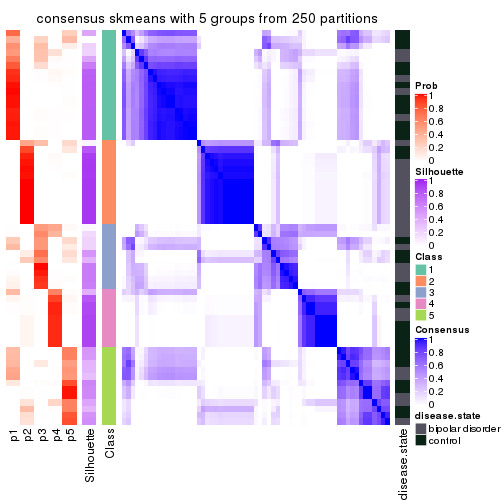 consensus skmeans with 5 groups from 250 partitions
Prob
1
0.8
0.6
0.4
0.2
0
Silhouette
1
0.8
0.6
0.4
0.2
0
Class
1
2
3
4
5
Consensus
1
0.8
0.6
0.4
0.2
0
disease.state
bipolar disorder
control
p1
p2
p3
p4
p5
Silhouette
Class
disease.state